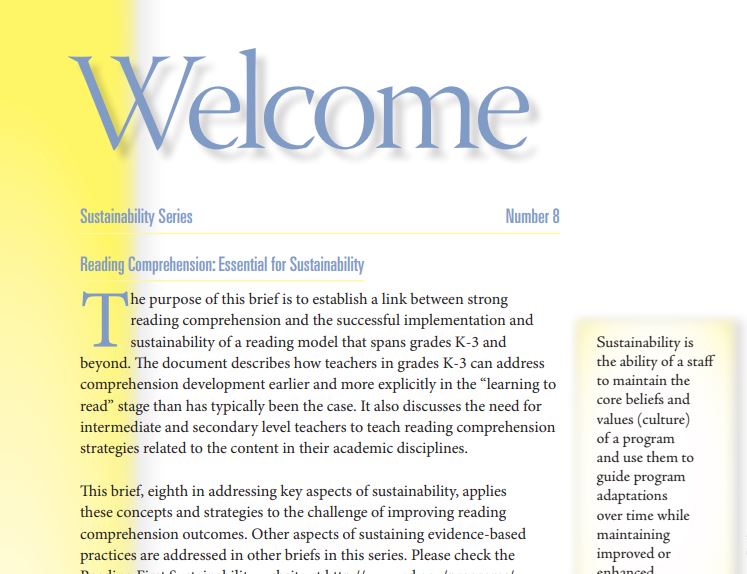 Welcome
Sustainability Series Number 8
Reading Comprehension: Essential for Sustainability
The purpose of this brief is to establish a link between strong
reading comprehension and the successful implementation and
sustainability of a reading model that spans grades K-3 and
beyond. The document describes how teachers in grades K-3 can address
comprehension development earlier and more explicitly in the “learning to
read” stage than has typically been the case. It also discusses the need for
intermediate and secondary level teachers to teach reading comprehension
strategies related to the content in their academic disciplines.
This brief, eighth in addressing key aspects of sustainability, applies
these concepts and strategies to the challenge of improving reading
comprehension outcomes. Other aspects of sustaining evidence-based
practices are addressed in other briefs in this series. Please check the
Sustainability is
the ability of a staff
to maintain the
core beliefs and
values (culture)
of a program
and use them to
guide program
adaptations
over time while
maintaining
improved or
enhanced